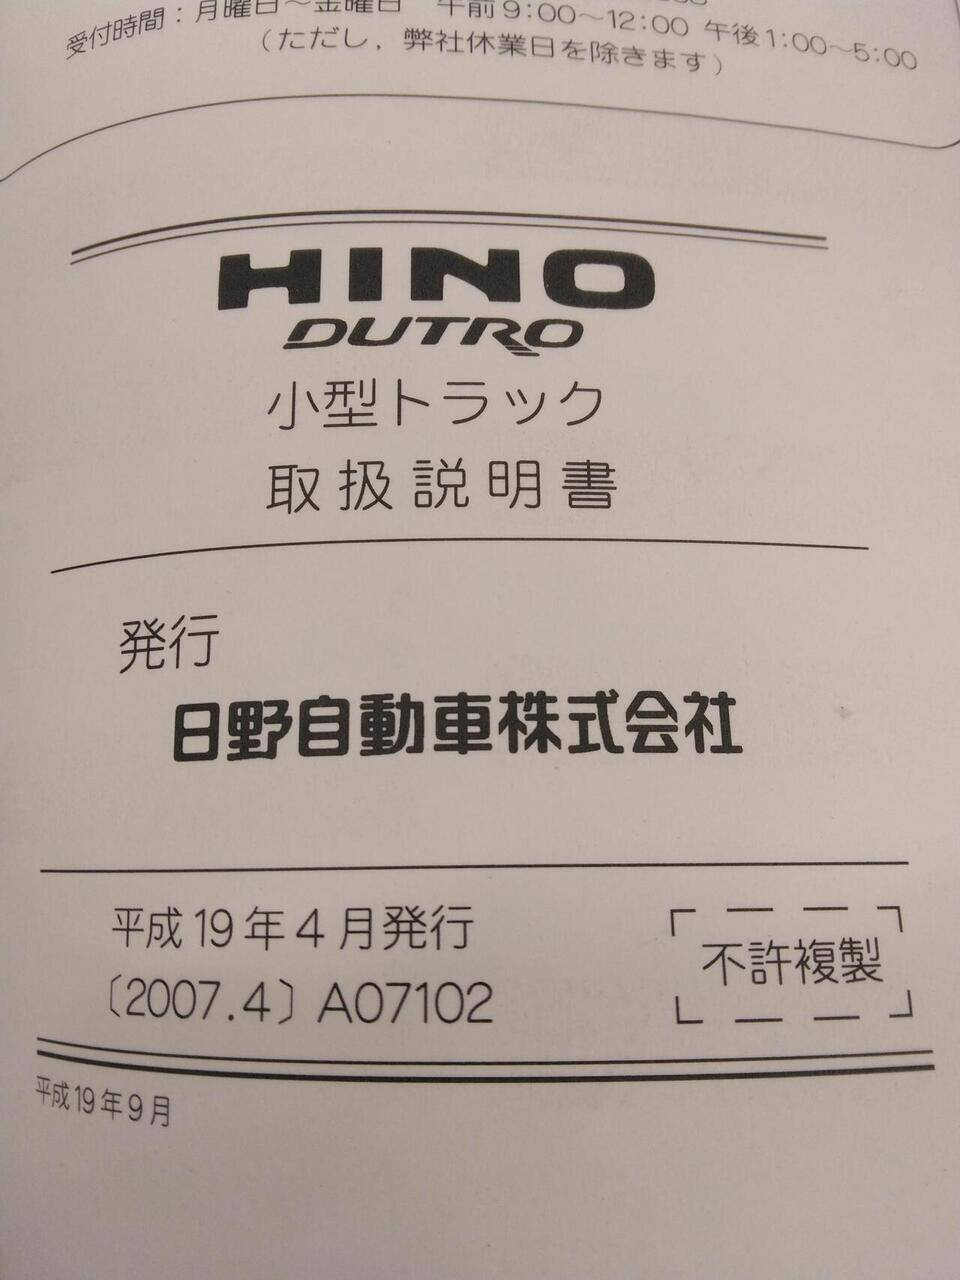 受付時間：月曜日～金曜日　午前9:00～12:00 午後1:00～5:00
（ただし，弊社休業日を除きます）
HINO
DUTRO
小型トラック
取扱説明書
発行
日野自動車株式会社
平成19年4月発行
〔2007.4〕A07102
不許複製
平成19年9月